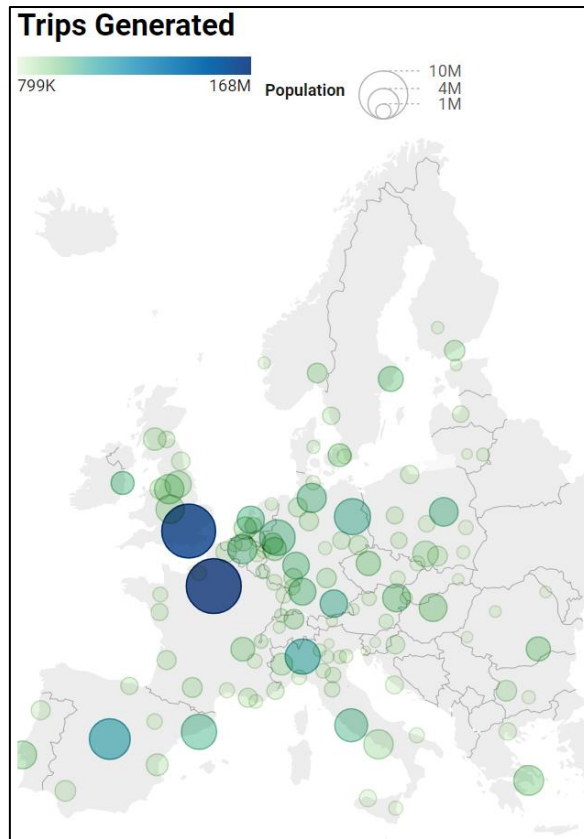 Trips Generated
799K 168M
Population
10M
4M
1M